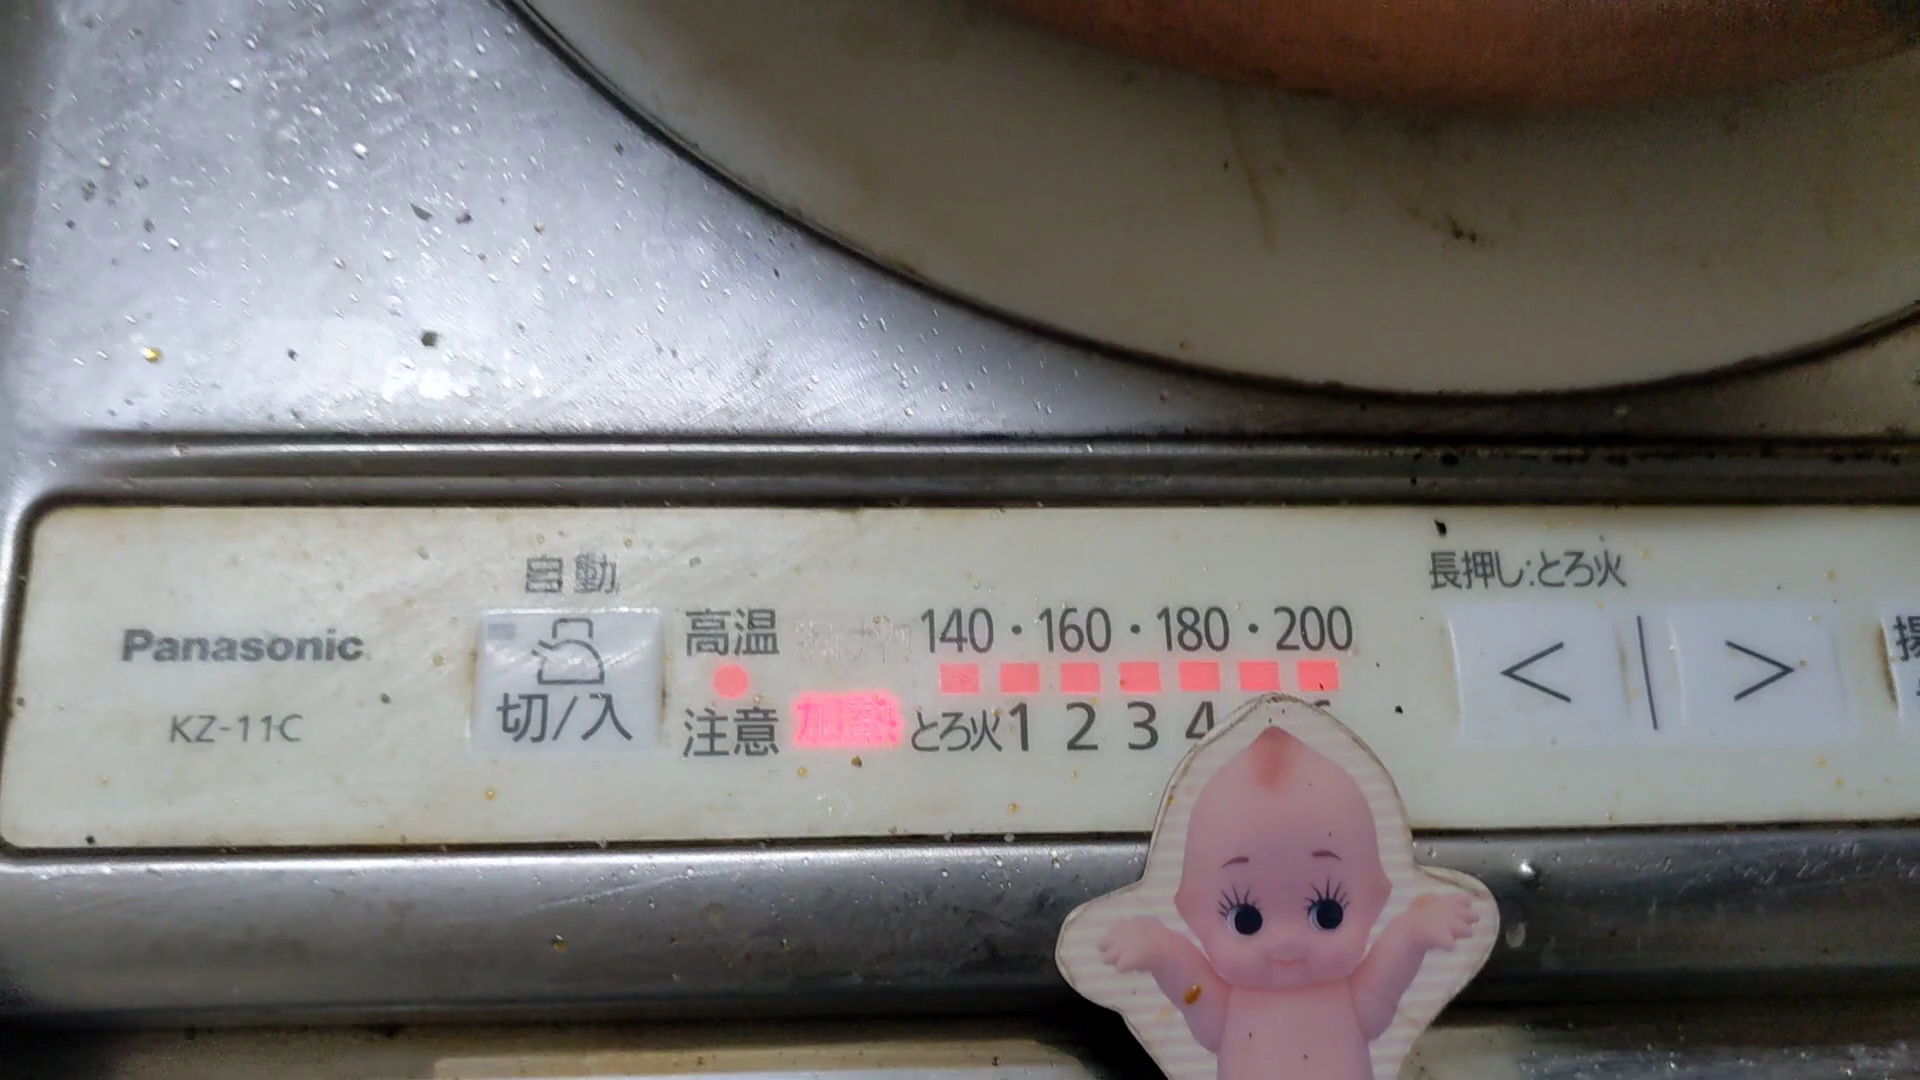 自動
長押し:とろ火
高温
140・160・180・200
Panasonic
<
>
揚
KZ-11C
切/入
注意
加熱
とろ火 1 2 3 4